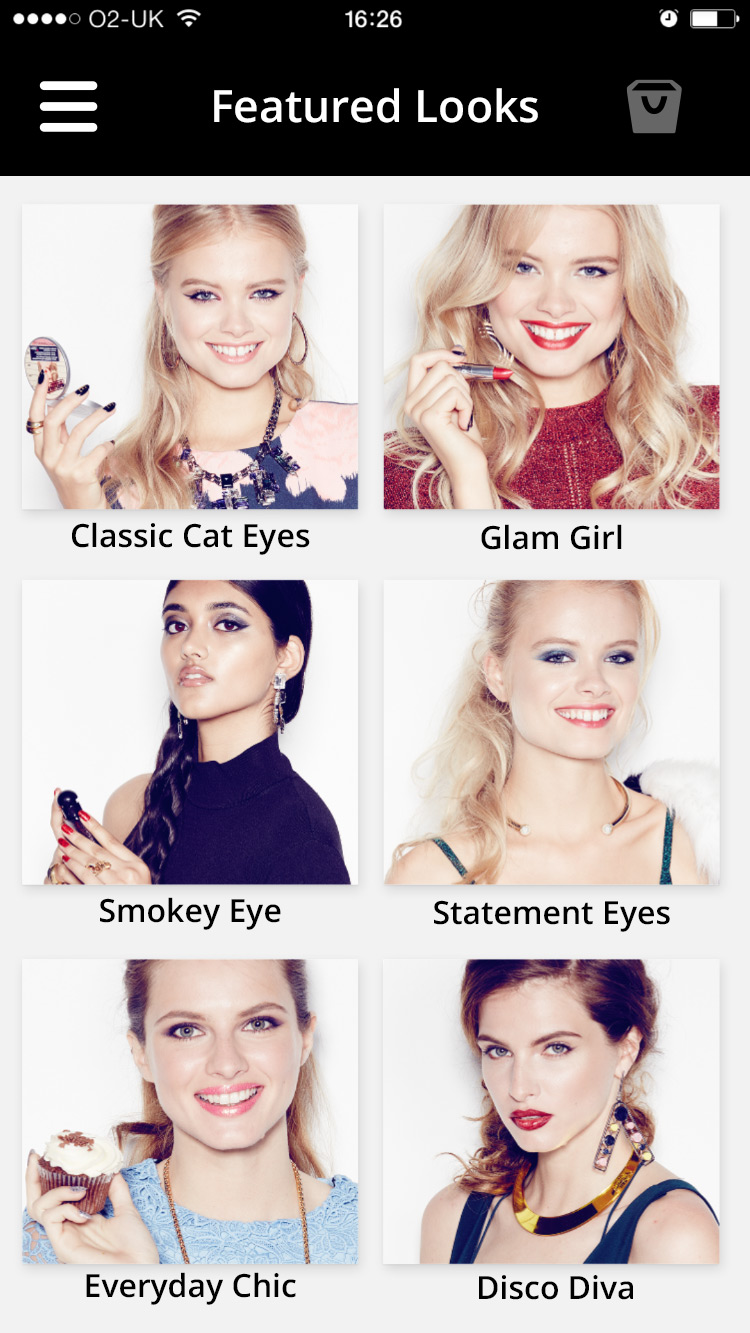 O2-UK 16:26
Featured Looks
Classic Cat Eyes Glam Girl
Smokey Eye Statement Eyes
Everyday Chic Disco Diva